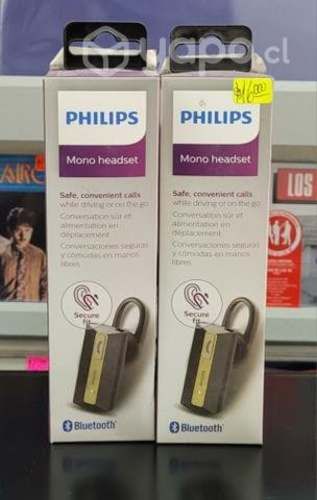 yapo.cl
$16.000
PHILIPS
Mono headset
Safe, convenient calls
while driving or on the go
Conversation sûr et
alimentation en
déplacement
Conversaciones seguras
y cómodas en manos
libres
Secure
fit
Bluetooth
PHILIPS
Mono headset
Safe, convenient calls
while driving or on the go
Conversation sûr et
alimentation en
déplacement
Conversaciones seguras
y cómodas en manos
libres
Secure
fit
Bluetooth
LOS